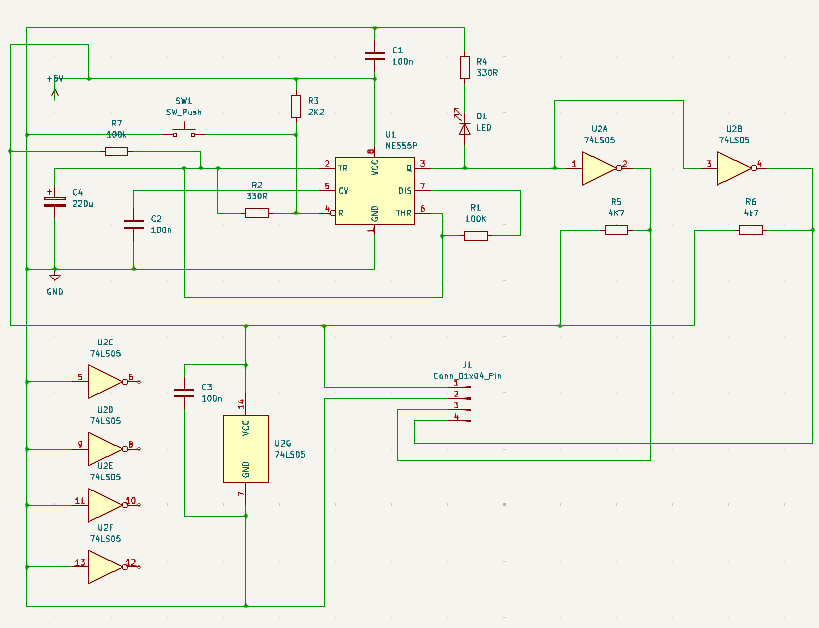 +5V
SW1
SW_Push
R7
100k
R3
2K2
C1
100n
R4
330R
D1
LED
U1
NE555P
2 TR
5 CV
4 R
VCC 8
GND 1
Q 3
DIS 7
THR 6
R2
330R
R1
100K
C4
220u
+
C2
100n
GND
U2A
74LS05
1
2
U2B
74LS05
3
4
R5
4K7
R6
4k7
U2C
74LS05
5
6
U2D
74LS05
9
8
U2E
74LS05
11
10
U2F
74LS05
13
12
C3
100n
14
VCC
GND
7
U2G
74LS05
J1
Conn_01x04_Pin
1
2
3
4